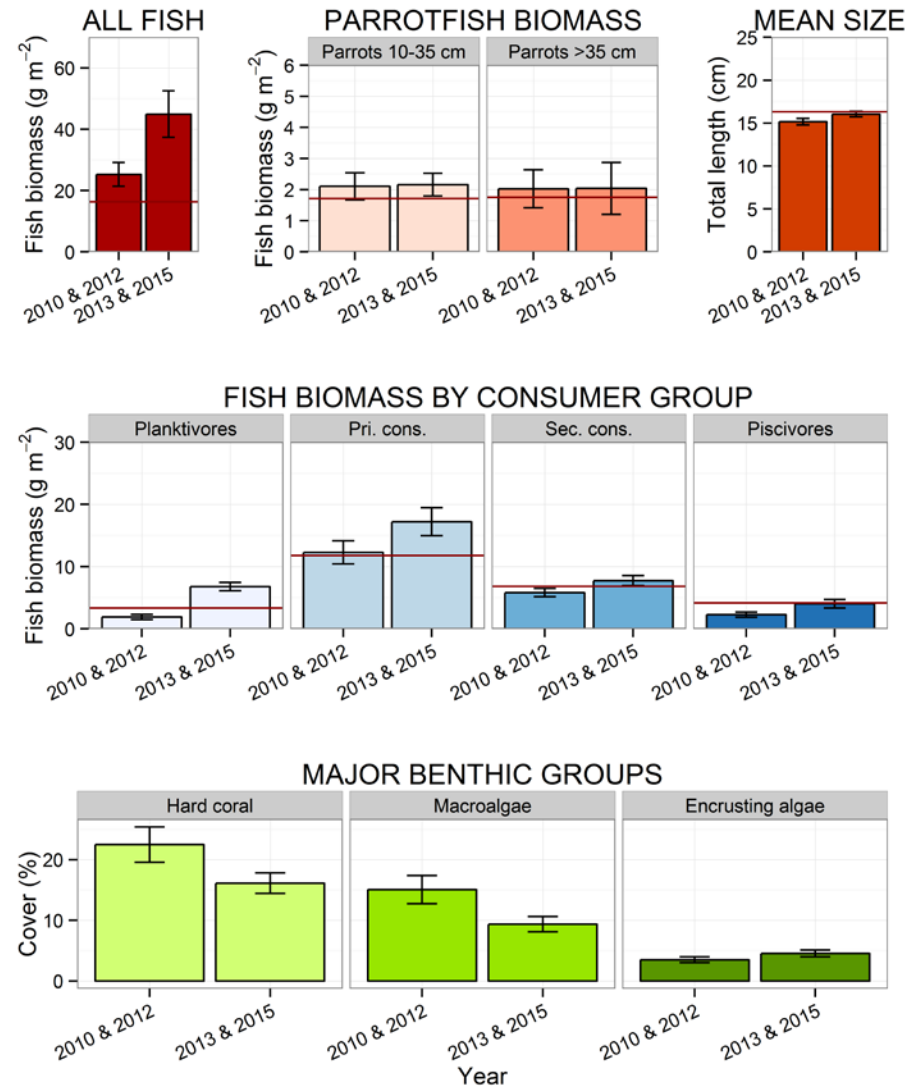 ALL FISH
PARROTFISH BIOMASS
MEAN SIZE
Parrots 10-35 cm
Parrots >35 cm
Fish biomass (g m⁻²)
60
40
20
0
2010 & 2012
2013 & 2015
Fish biomass (g m⁻²)
6
5
4
3
2
1
0
2010 & 2012
2013 & 2015
2010 & 2012
2013 & 2015
Total length (cm)
25
20
15
10
5
0
2010 & 2012
2013 & 2015
FISH BIOMASS BY CONSUMER GROUP
Planktivores
Pri. cons.
Sec. cons.
Piscivores
Fish biomass (g m⁻²)
30
20
10
0
2010 & 2012
2013 & 2015
2010 & 2012
2013 & 2015
2010 & 2012
2013 & 2015
2010 & 2012
2013 & 2015
MAJOR BENTHIC GROUPS
Hard coral
Macroalgae
Encrusting algae
Cover (%)
20
10
0
2010 & 2012
2013 & 2015
2010 & 2012
2013 & 2015
2010 & 2012
2013 & 2015
Year